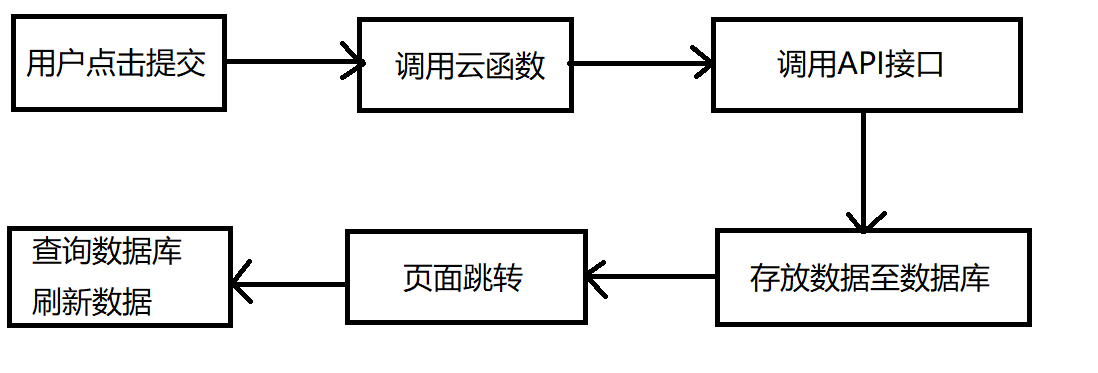 用户点击提交
调用云函数
调用API接口
存放数据至数据库
页面跳转
查询数据库
刷新数据